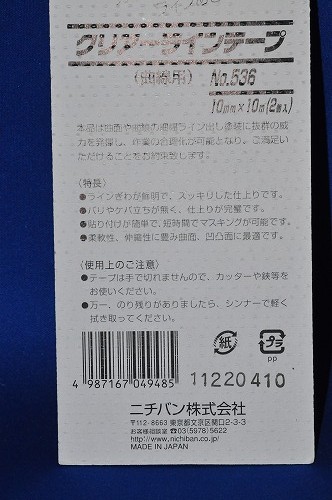 クリヤーラインテープ
(曲線用) No.536
10mm×10m(2巻入)
本品は曲面や曲線の細幅ライン出し塗装に抜群の威
力を発揮し、作業の合理化が可能となり、ご満足い
ただけることをお約束致します。
〈特長〉
●ラインぎわが鮮明で、スッキリした仕上りです。
●バリやケバ立ちが無く、仕上りが完璧です。
●貼り付けが簡単で、短時間でマスキングが可能です。
●柔軟性、伸縮性に豊み曲面、凹凸面に最適です。
〈使用上のご注意〉
●テープは手で切れませんので、カッターや鋏等を
お使いください。
●万一、のり残りがありましたら、シンナーで軽く
拭き取ってください。
紙
プラ
PP
4 987167 049485
11220410
ニチバン株式会社
〒112-8663 東京都文京区関口2-3-3
お客様相談室 ☎03(5978)5622
http://www.nichiban.co.jp/
MADE IN JAPAN